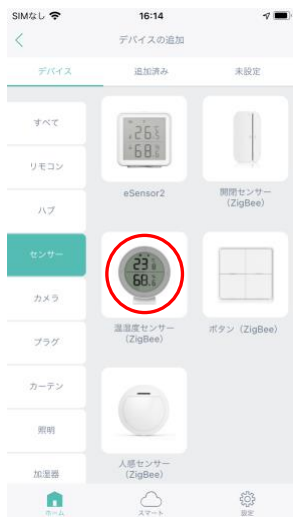 SIMなし 16:14
デバイスの追加
デバイス 追加済み 未設定
すべて
リモコン
ハブ
センサー
カメラ
プラグ
カーテン
照明
加湿器
26.5
68.5
eSensor2
開閉センサー
(ZigBee)
23
68.
温湿度センサー
(ZigBee)
ボタン (ZigBee)
人感センサー
(ZigBee)
ホーム スマート 設定